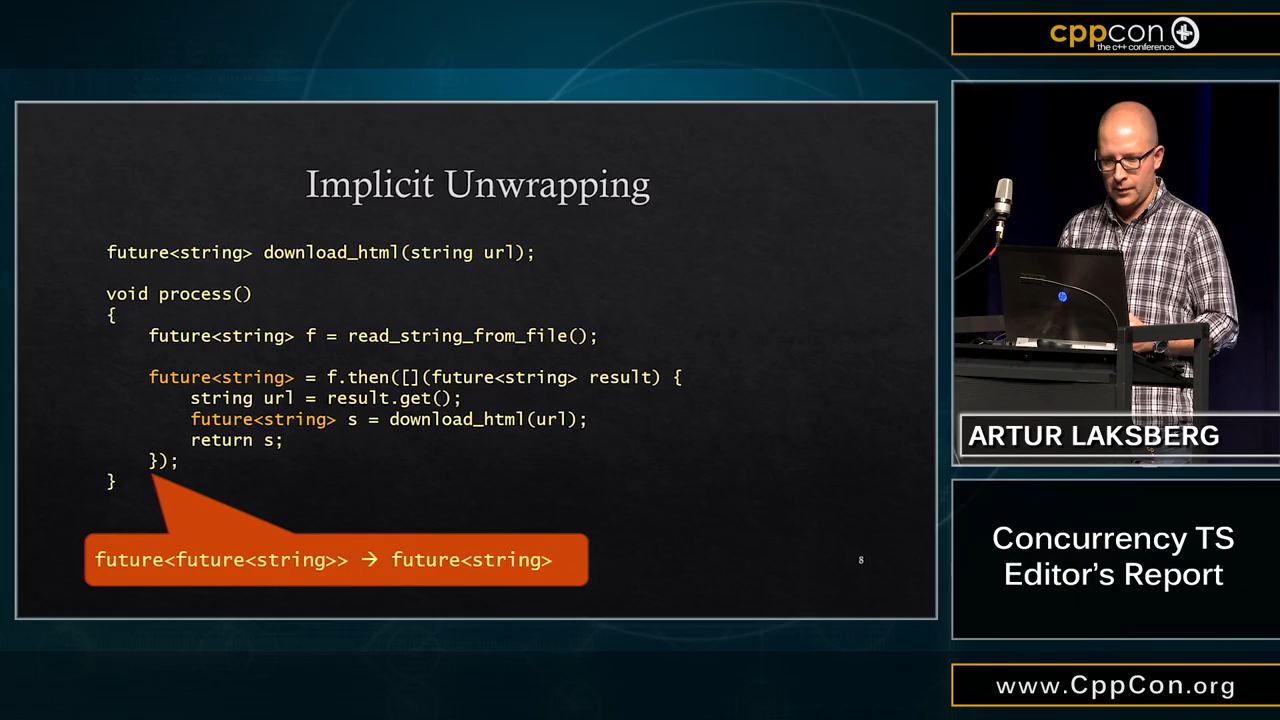 Implicit Unwrapping
future<string> download_html(string url);
void process()
{
    future<string> f = read_string_from_file();
    future<string> = f.then([](future<string> result) {
        string url = result.get();
        future<string> s = download_html(url);
        return s;
    });
}
future<future<string>> → future<string>
8
cppcon
the c++ conference
ARTUR LAKSBERG
Concurrency TS
Editor's Report
www.CppCon.org